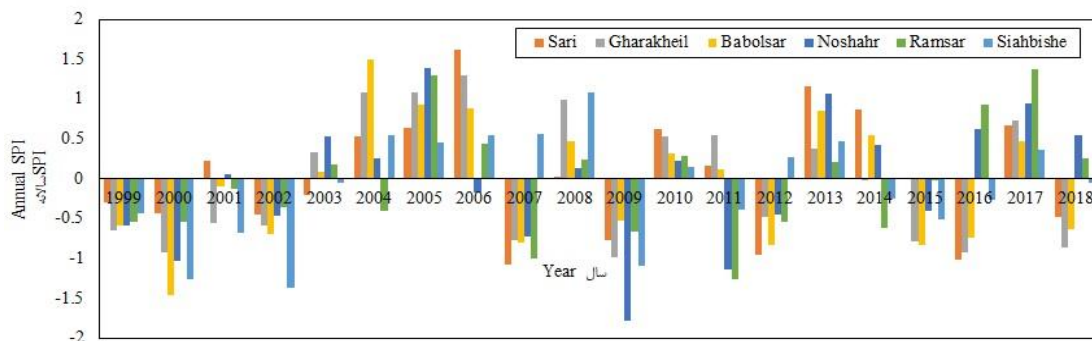 2
Sari Gharakheil Babolsar Noshahr Ramsar Siahbishe
1.5
1
0.5
0
-0.5
-1
-1.5
-2
Annual SPI
SPIسالانه
1999 2000 2001 2002 2003 2004 2005 2006 2007 2008 2009 2010 2011 2012 2013 2014 2015 2016 2017 2018
Year سال